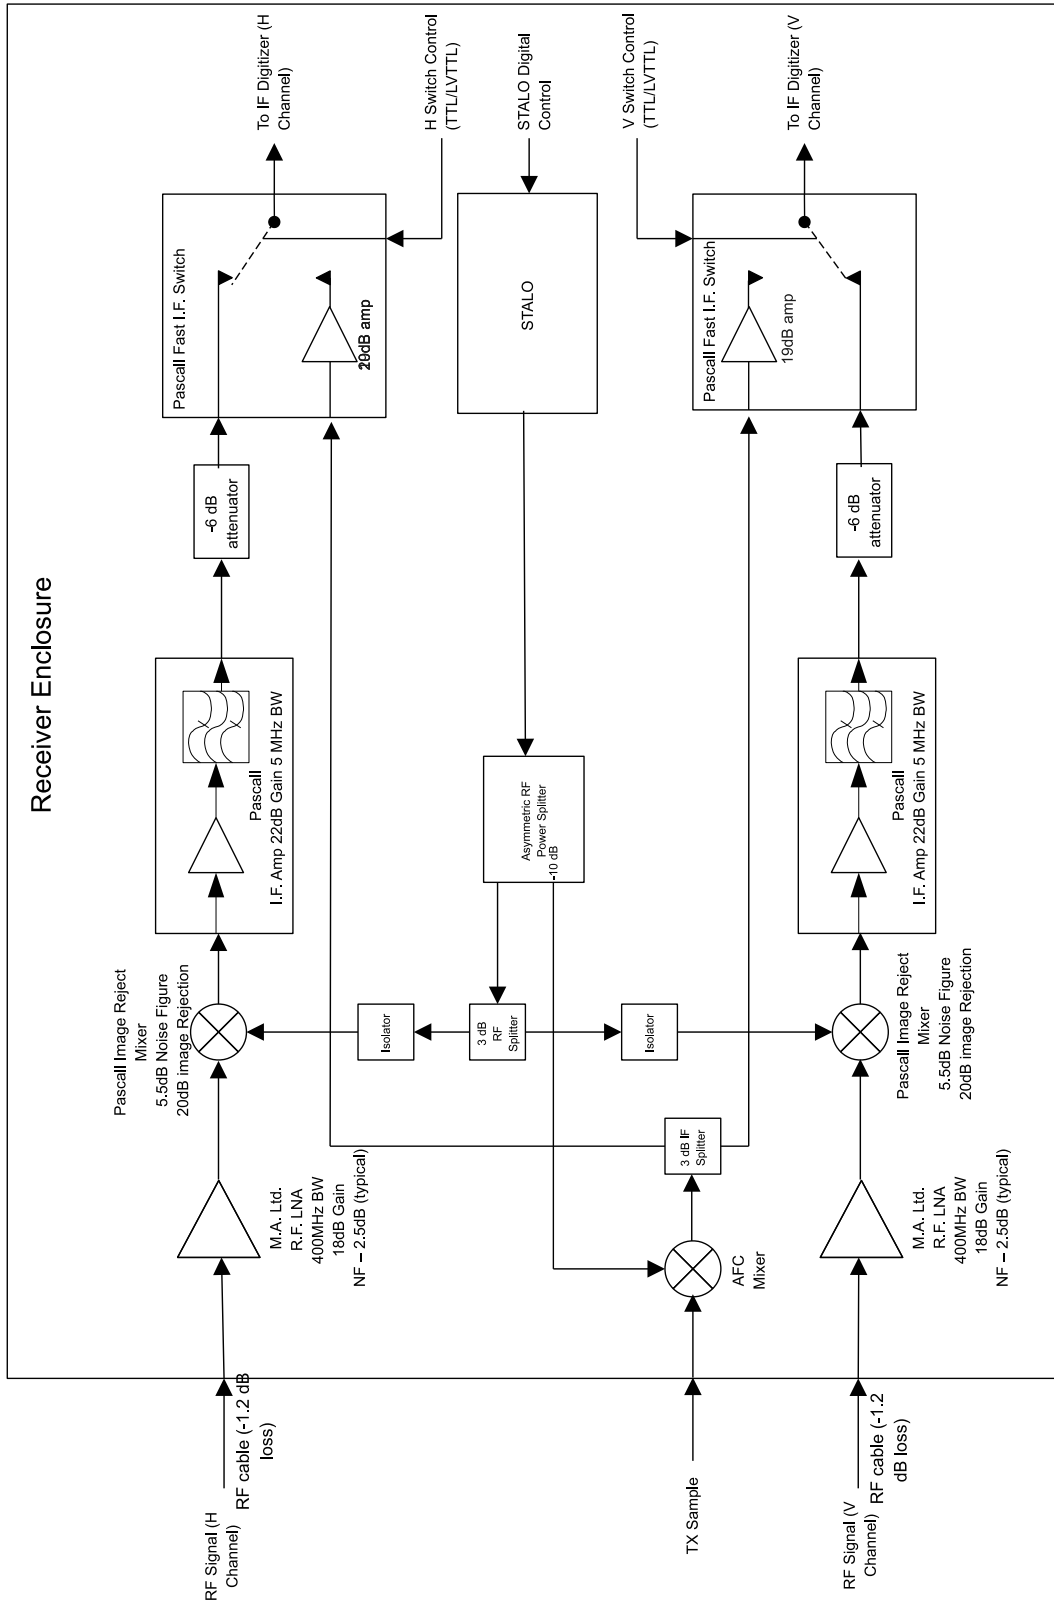 Receiver Enclosure
RF Signal (H
Channel)
RF cable (-1.2 dB
loss)
M.A. Ltd.
R.F. LNA
400MHz BW
18dB Gain
NF – 2.5dB (typical)
Pascall Image Reject
Mixer
5.5dB Noise Figure
20dB image Rejection
Pascall
I.F. Amp 22dB Gain 5 MHz BW
-6 dB
attenuator
Pascall Fast I.F. Switch
amp
To IF Digitizer (H
Channel)
H Switch Control
(TTL/LVTTL)
STALO Digital
Control
STALO
Asymmetric RF
Power Splitter
-10 dB
Isolator
3 dB
RF
Splitter
Isolator
3 dB IF
Splitter
TX Sample
AFC
Mixer
V Switch Control
(TTL/LVTTL)
Pascall Fast I.F. Switch
19dB amp
To IF Digitizer (V
Channel)
RF Signal (V
Channel)
RF cable (-1.2
dB loss)
M.A. Ltd.
R.F. LNA
400MHz BW
18dB Gain
NF – 2.5dB (typical)
Pascall Image Reject
Mixer
5.5dB Noise Figure
20dB image Rejection
Pascall
I.F. Amp 22dB Gain 5 MHz BW
-6 dB
attenuator